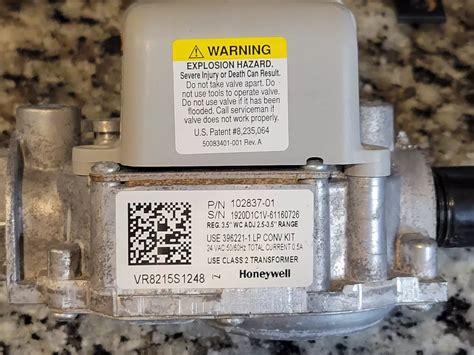 WARNING
EXPLOSION HAZARD.
Severe Injury or Death Can Result.
Do not take valve apart. Do
not use tools to operate valve.
Do not use valve if it has been
flooded. Call serviceman if
valve does not work properly.
U.S. Patent #8,235,064
50083401-001 Rev. A
P/N 102837-01
S/N 1920D1C1V-61160726
REG. 3.5" WC ADJ 2.5-3.5" RANGE
USE 396221-1 LP CONV KIT
24 VAC 50/60Hz TOTAL CURRENT 0.5A
USE CLASS 2 TRANSFORMER
VR8215S1248 Honeywell